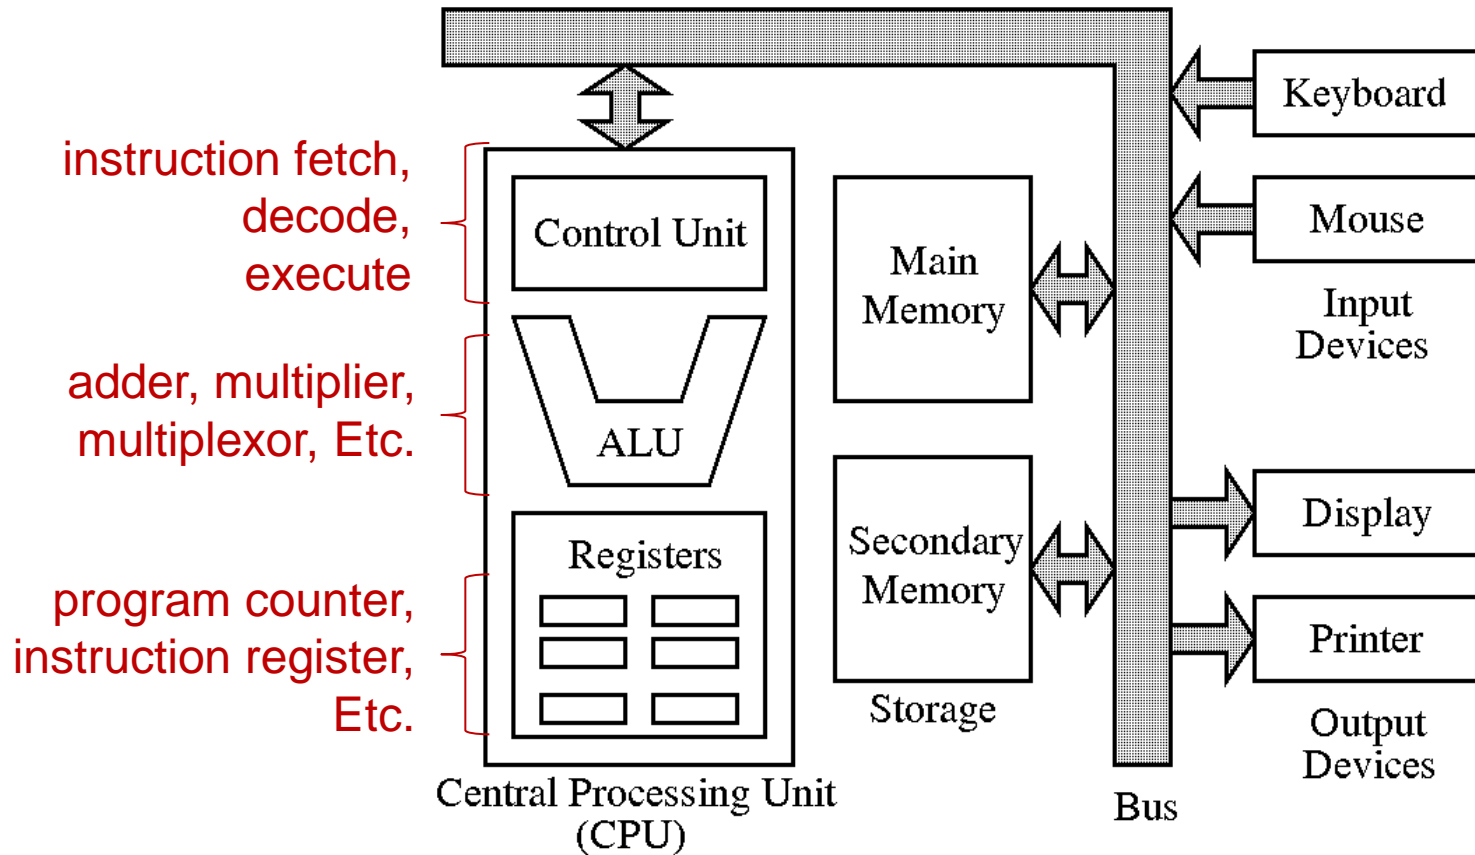 instruction fetch,
decode,
execute
adder, multiplier,
multiplexor, Etc.
program counter,
instruction register,
Etc.
Control Unit
ALU
Registers
Central Processing Unit
(CPU)
Main
Memory
Secondary
Memory
Storage
Bus
Keyboard
Mouse
Input
Devices
Display
Printer
Output
Devices